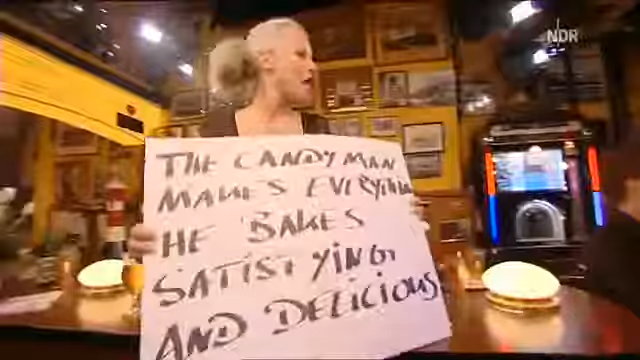 NDR
THE CANDY MAN
MAKES EVERYTHING
HE BAKES
SATISFYING
AND DELICIOUS